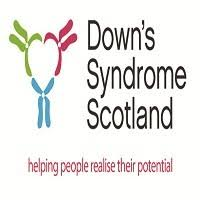 Down's
Syndrome
Scotland
helping people realise their potential